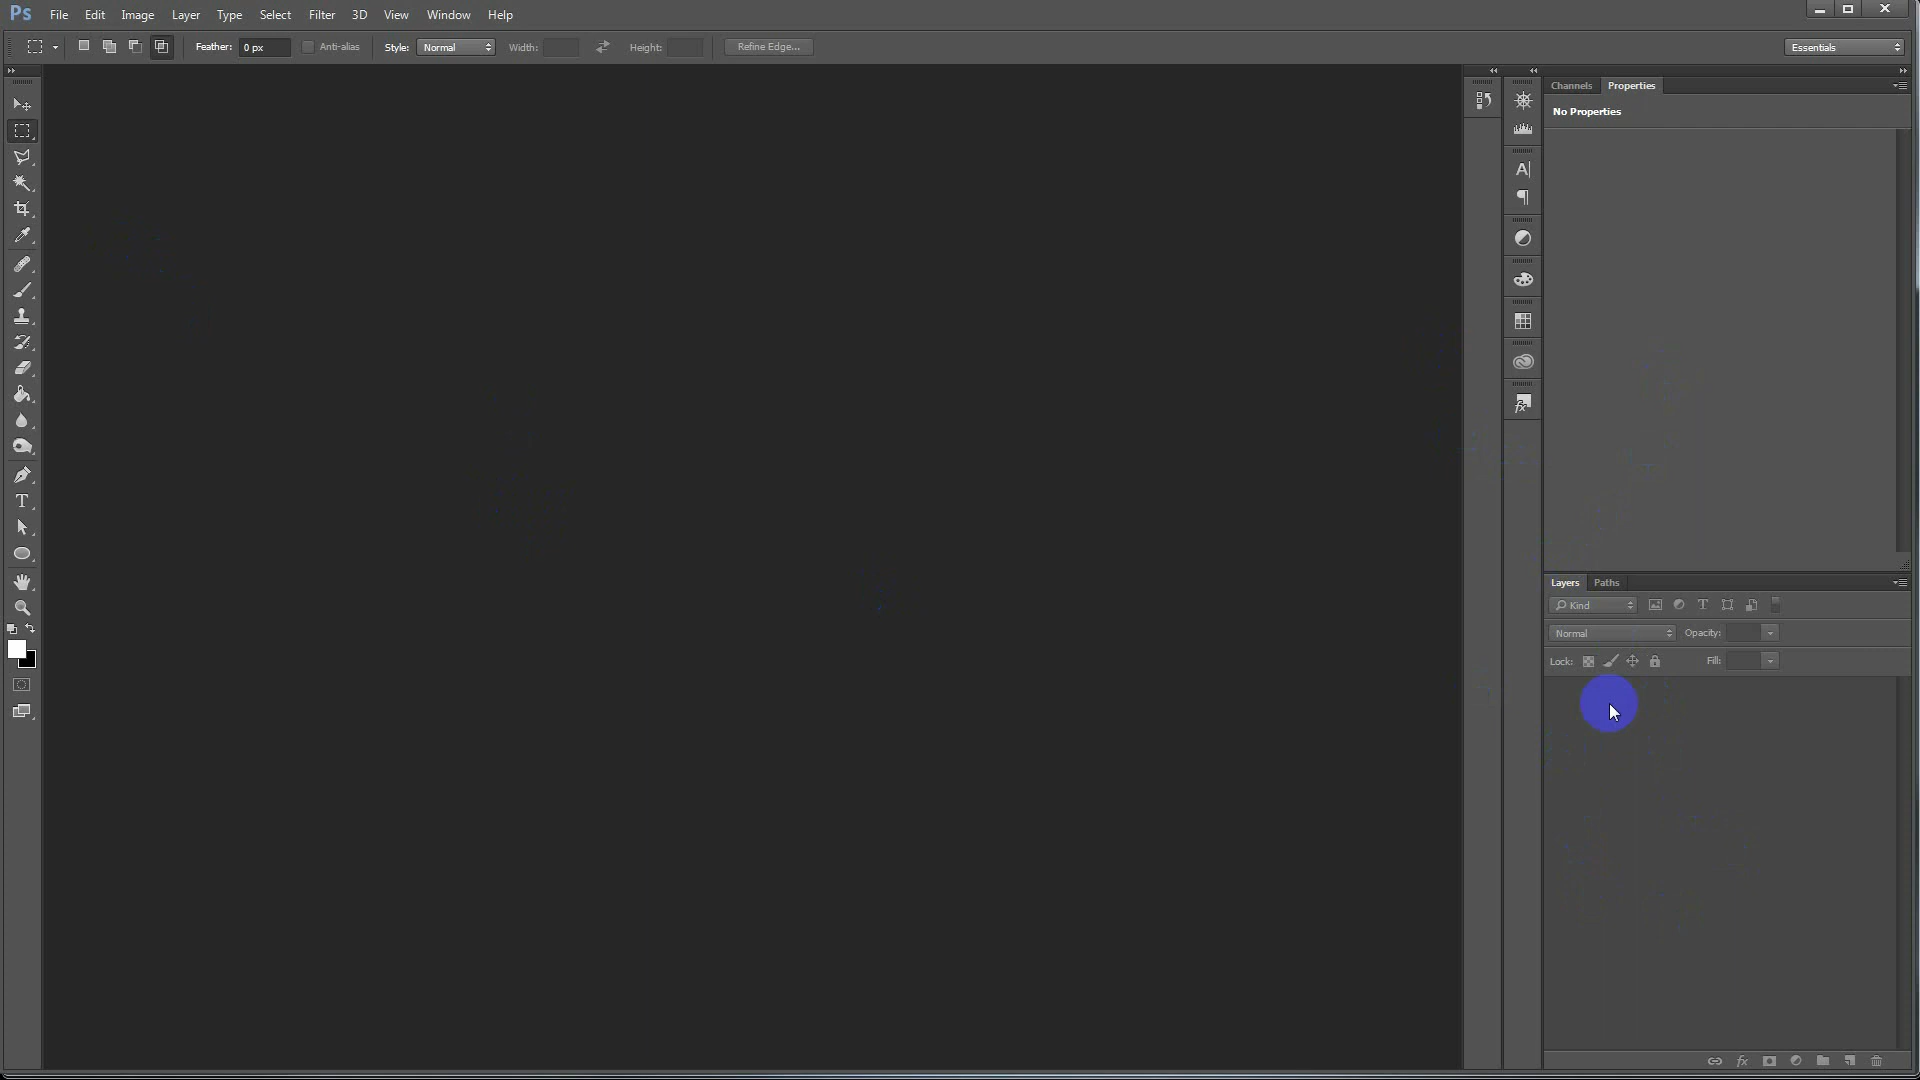 Ps File Edit Image Layer Type Select Filter 3D View Window Help
Feather: 0 px Anti-alias Style: Normal Width: Height: Refine Edge... Essentials
Channels Properties
No Properties
Layers Paths
Kind
Normal Opacity:
Lock: Fill: